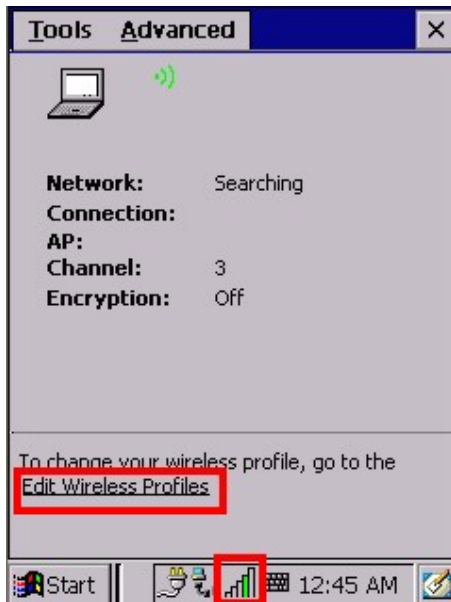 Tools Advanced
Network: Searching
Connection:
AP:
Channel: 3
Encryption: Off
To change your wireless profile, go to the
Edit Wireless Profiles
Start 12:45 AM